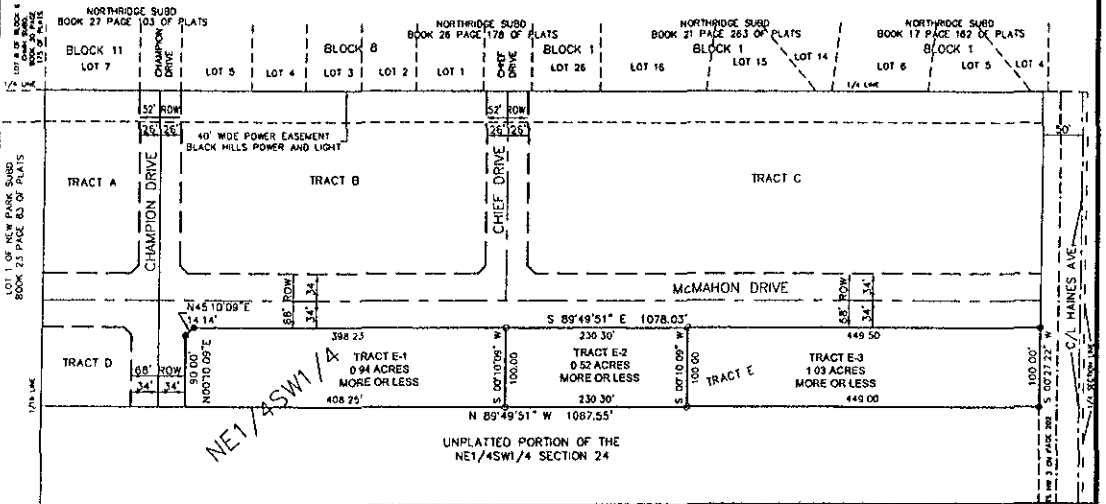 NORTHRIDGE SUBD
BOOK 27 PAGE 103 OF PLATS
NORTHRIDGE SUBD
BOOK 26 PAGE 178 OF PLATS
NORTHRIDGE SUBD
BOOK 21 PAGE 263 OF PLATS
NORTHRIDGE SUBD
BOOK 17 PAGE 162 OF PLATS
BLOCK 11
LOT 7
CHAMPION
DRIVE
BLOCK 8
LOT 5
LOT 4
LOT 3
LOT 2
LOT 1
CHIEF
DRIVE
BLOCK 1
LOT 26
LOT 16
BLOCK 1
LOT 15
LOT 14
BLOCK 1
LOT 6
LOT 5
LOT 4
1/4 LINE
1/4 LINE
52' ROW
26' 26'
40' WIDE POWER EASEMENT
BLACK HILLS POWER AND LIGHT
52' ROW
26' 26'
50'
LOT 1 OF NEW PARK SUBD
BOOK 23 PAGE 83 OF PLATS
TRACT A
CHAMPION DRIVE
TRACT B
CHIEF DRIVE
TRACT C
C/L HAINES AVE
1/4 SECTION LINE
68' ROW
34' 34'
McMAHON DRIVE
68' ROW
34' 34'
N45 10'09"E
14 14'
S 89°49'51" E 1078.03'
398 25
230 30'
449 50
TRACT D
68' ROW
34' 34'
N00°10'09"E
90 00'
NE1/4SW1/4
TRACT E-1
0 94 ACRES
MORE OR LESS
S 00°10'09" W
100.00
TRACT E-2
0 52 ACRES
MORE OR LESS
S 00°10'09" W
100 00
TRACT E
TRACT E-3
1 03 ACRES
MORE OR LESS
100 00'
S 00°27'22" W
408 25'
230 30'
449 00
1/16 LINE
N 89°49'51" W 1087.55'
UNPLATTED PORTION OF THE
NE1/4SW1/4 SECTION 24